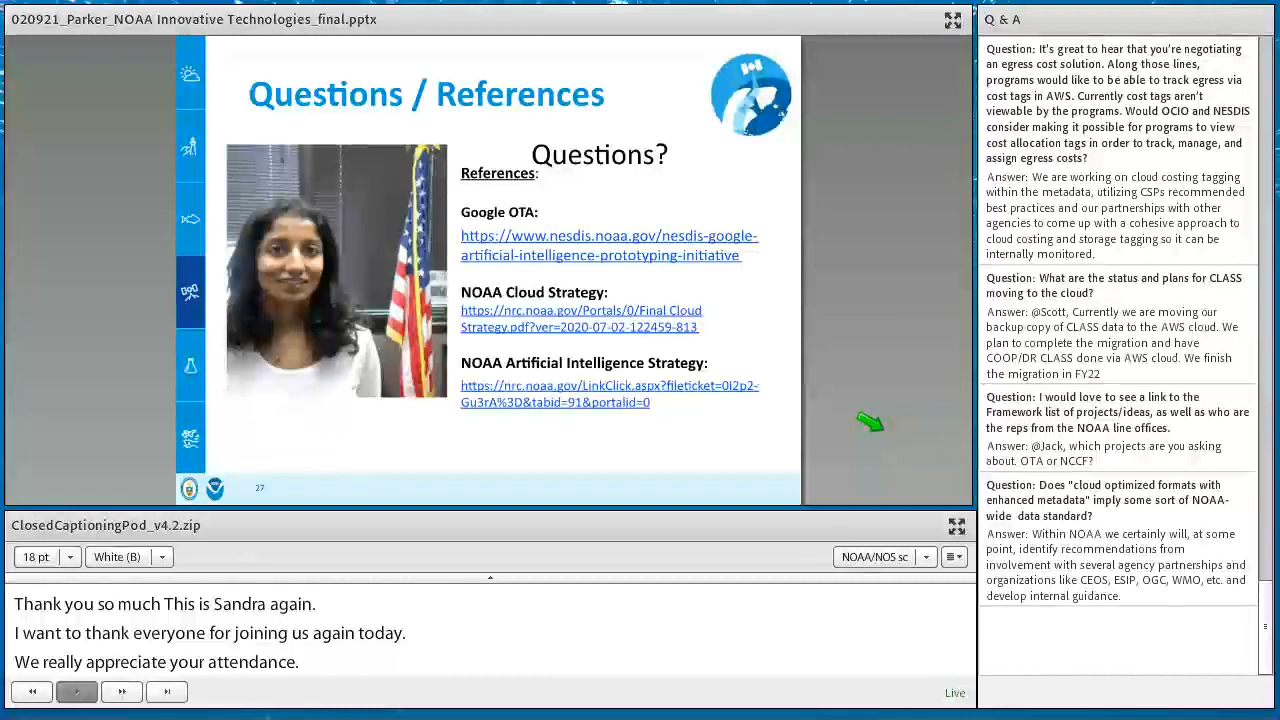 020921_Parker_NOAA Innovative Technologies_final.pptx
Questions / References
Questions?
References:
Google OTA:
https://www.nesdis.noaa.gov/nesdis-google-
artificial-intelligence-prototyping-initiative
NOAA Cloud Strategy:
https://nrc.noaa.gov/Portals/0/Final Cloud
Strategy.pdf?ver=2020-07-02-122459-813
NOAA Artificial Intelligence Strategy:
https://nrc.noaa.gov/LinkClick.aspx?fileticket=0I2p2-
Gu3rA%3D&tabid=91&portalid=0
27
ClosedCaptioningPod_v4.2.zip
18 pt
White (B)
NOAA/NOS sc
Thank you so much This is Sandra again.
I want to thank everyone for joining us again today.
We really appreciate your attendance.
Live
Q & A
Question: It's great to hear that you're negotiating
an egress cost solution. Along those lines,
programs would like to be able to track egress via
cost tags in AWS. Currently cost tags aren't
viewable by the programs. Would OCIO and NESDIS
consider making it possible for programs to view
cost allocation tags in order to track, manage, and
assign egress costs?
Answer: We are working on cloud costing tagging
within the metadata, utilizing CSPs recommended
best practices and our partnerships with other
agencies to come up with a cohesive approach to
cloud costing and storage tagging so it can be
internally monitored.
Question: What are the status and plans for CLASS
moving to the cloud?
Answer: @Scott, Currently we are moving our
backup copy of CLASS data to the AWS cloud. We
plan to complete the migration and have
COOP/DR CLASS done via AWS cloud. We finish
the migration in FY22
Question: I would love to see a link to the
Framework list of projects/ideas, as well as who are
the reps from the NOAA line offices.
Answer: @Jack, which projects are you asking
about. OTA or NCCF?
Question: Does "cloud optimized formats with
enhanced metadata" imply some sort of NOAA-
wide  data standard?
Answer: Within NOAA we certainly will, at some
point, identify recommendations from
involvement with several agency partnerships and
organizations like CEOS, ESIP, OGC, WMO, etc. and
develop internal guidance.